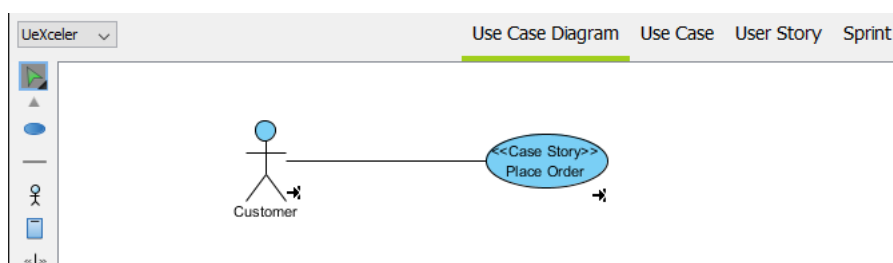 UeXceler
Use Case Diagram Use Case User Story Sprint
<<Case Story>>
Place Order
Customer